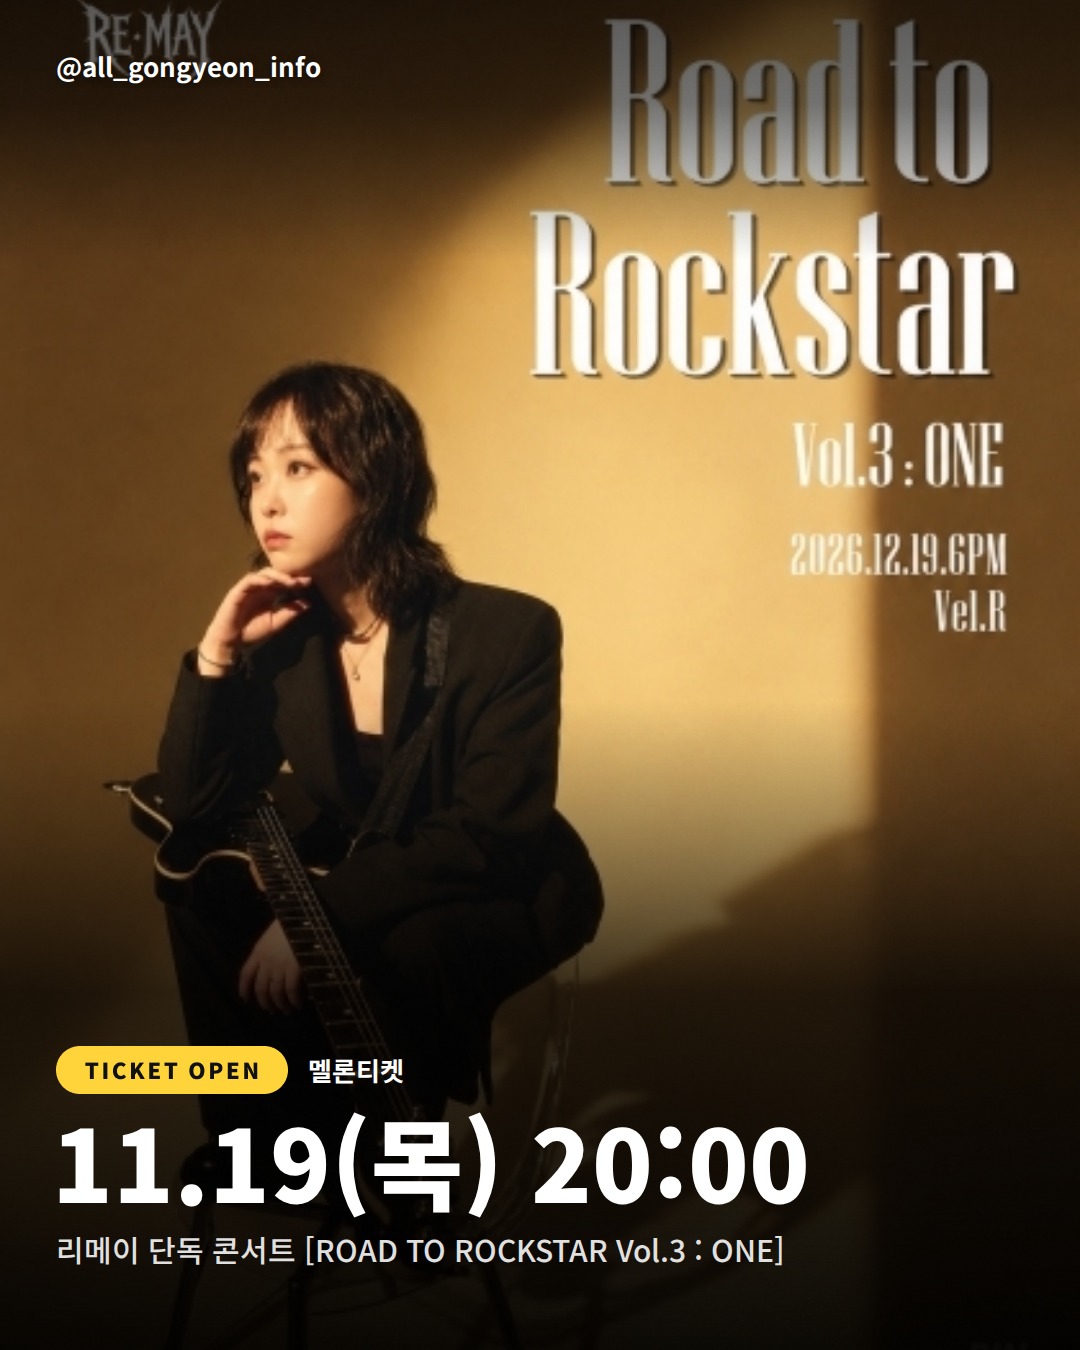 RE·MAY
@all_gongyeon_info
Road to
Rockstar
Vol.3 : ONE
2026.12.19.6PM
Vel.R
TICKET OPEN 멜론티켓
11.19(목) 20:00
리메이 단독 콘서트 [ROAD TO ROCKSTAR Vol.3 : ONE]